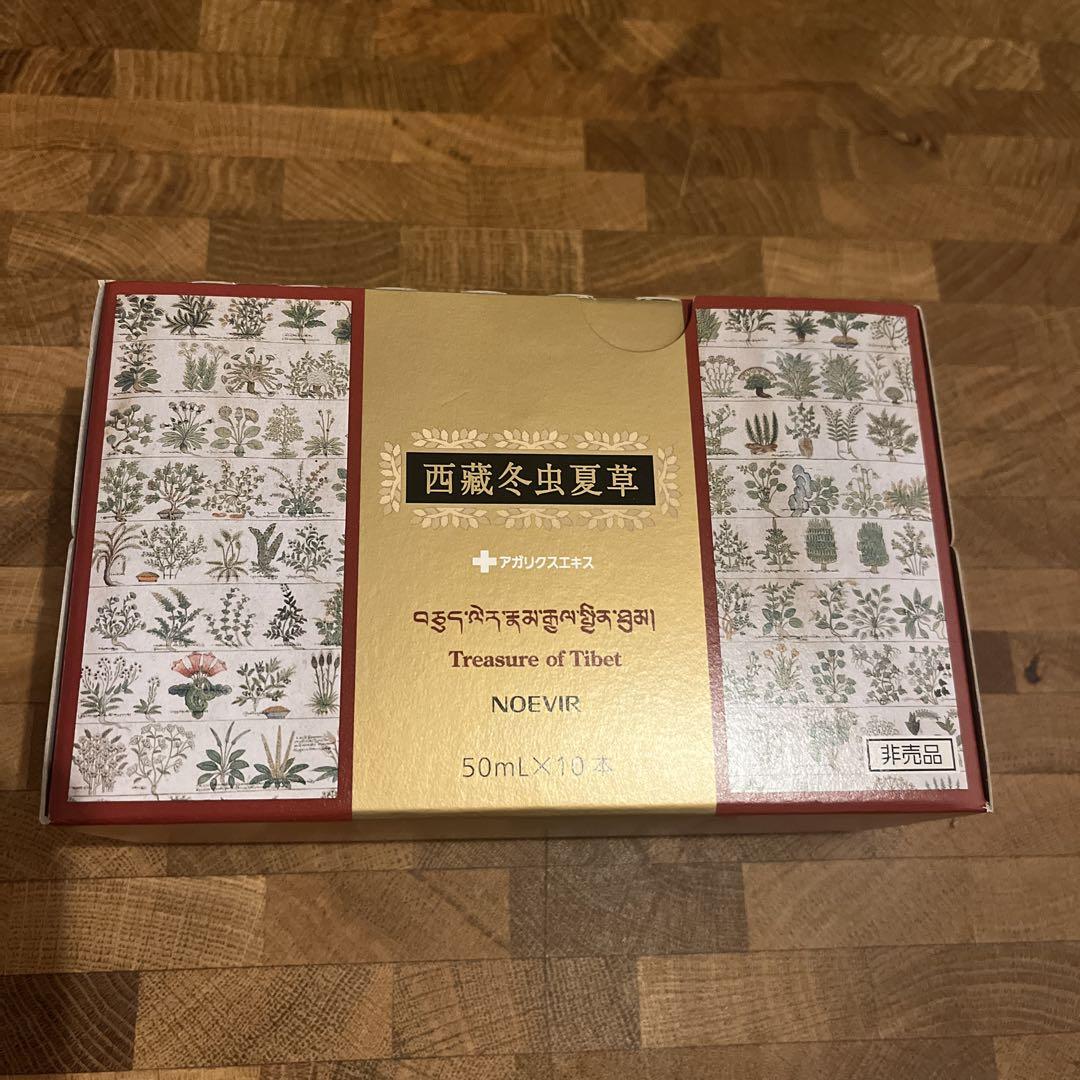 西藏冬虫夏草
アガリクスエキス
བཅུད་ལེར་རྣམ་རྒྱལ་སྤྱིན་ཐུམ།
Treasure of Tibet
NOEVIR
50mL×10本
非売品